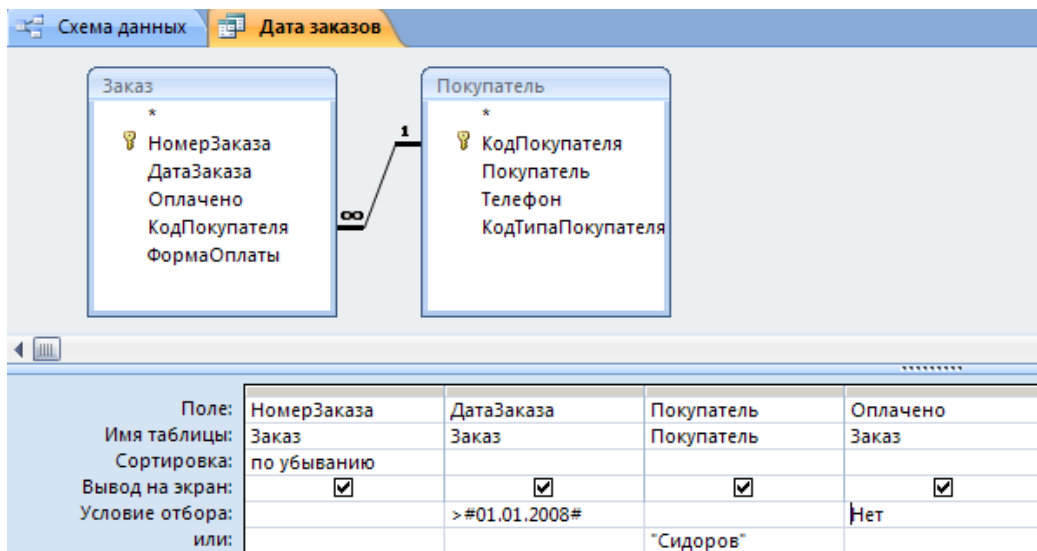 Схема данных Дата заказов
Заказ Покупатель
* *
НомерЗаказа 1 КодПокупателя
ДатаЗаказа Покупатель
Оплачено Телефон
КодПокупателя ∞ КодТипаПокупателя
ФормаОплаты
Поле: НомерЗаказа ДатаЗаказа Покупатель Оплачено
Имя таблицы: Заказ Заказ Покупатель Заказ
Сортировка: по убыванию
Вывод на экран:
Условие отбора: >#01.01.2008# Нет
или: "Сидоров"